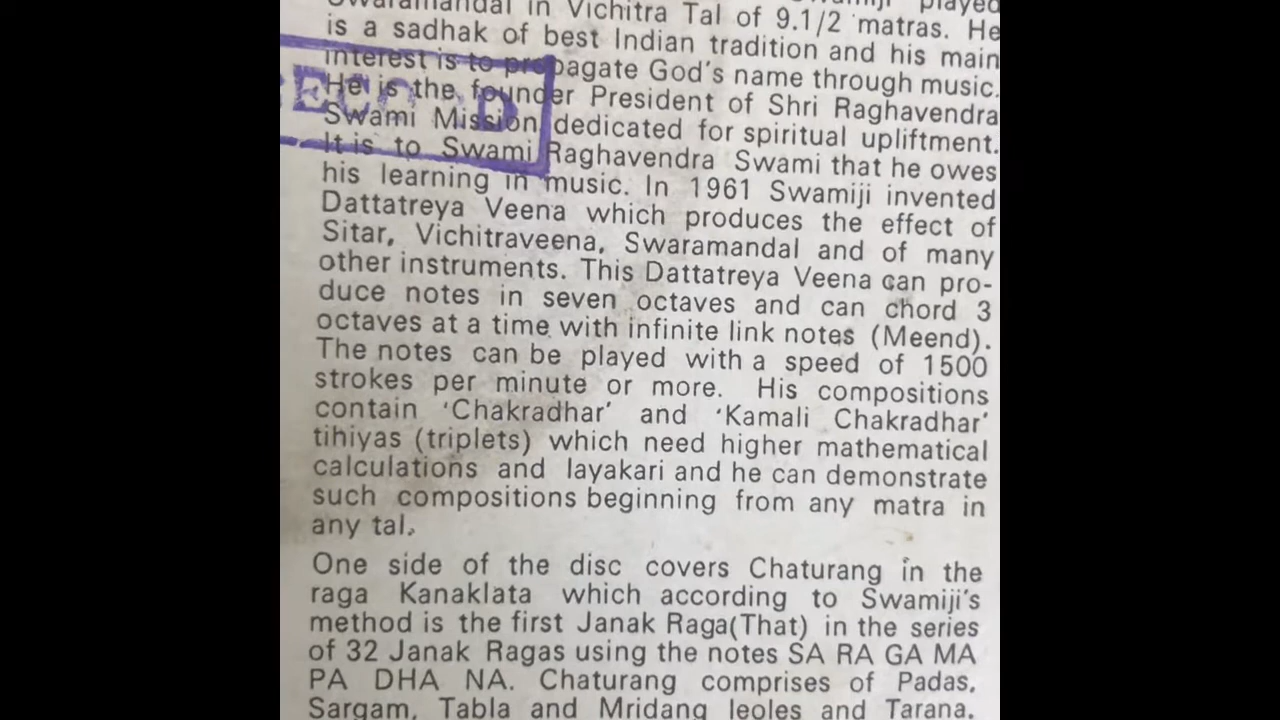 Swaramandal in Vichitra Tal of 9.1/2 matras. He
is a sadhak of best Indian tradition and his main
interest is to propagate God's name through music.
He is the founder President of Shri Raghavendra
Swami Mission dedicated for spiritual upliftment.
It is to Swami Raghavendra Swami that he owes
his learning in music. In 1961 Swamiji invented
Dattatreya Veena which produces the effect of
Sitar, Vichitraveena, Swaramandal and of many
other instruments. This Dattatreya Veena can pro-
duce notes in seven octaves and can chord 3
octaves at a time with infinite link notes (Meend).
The notes can be played with a speed of 1500
strokes per minute or more. His compositions
contain 'Chakradhar' and 'Kamali Chakradhar'
tihiyas (triplets) which need higher mathematical
calculations and layakari and he can demonstrate
such compositions beginning from any matra in
any tal.
One side of the disc covers Chaturang in the
raga Kanaklata which according to Swamiji's
method is the first Janak Raga(That) in the series
of 32 Janak Ragas using the notes SA RA GA MA
PA DHA NA. Chaturang comprises of Padas,
Sargam, Tabla and Mridang leoles and Tarana.